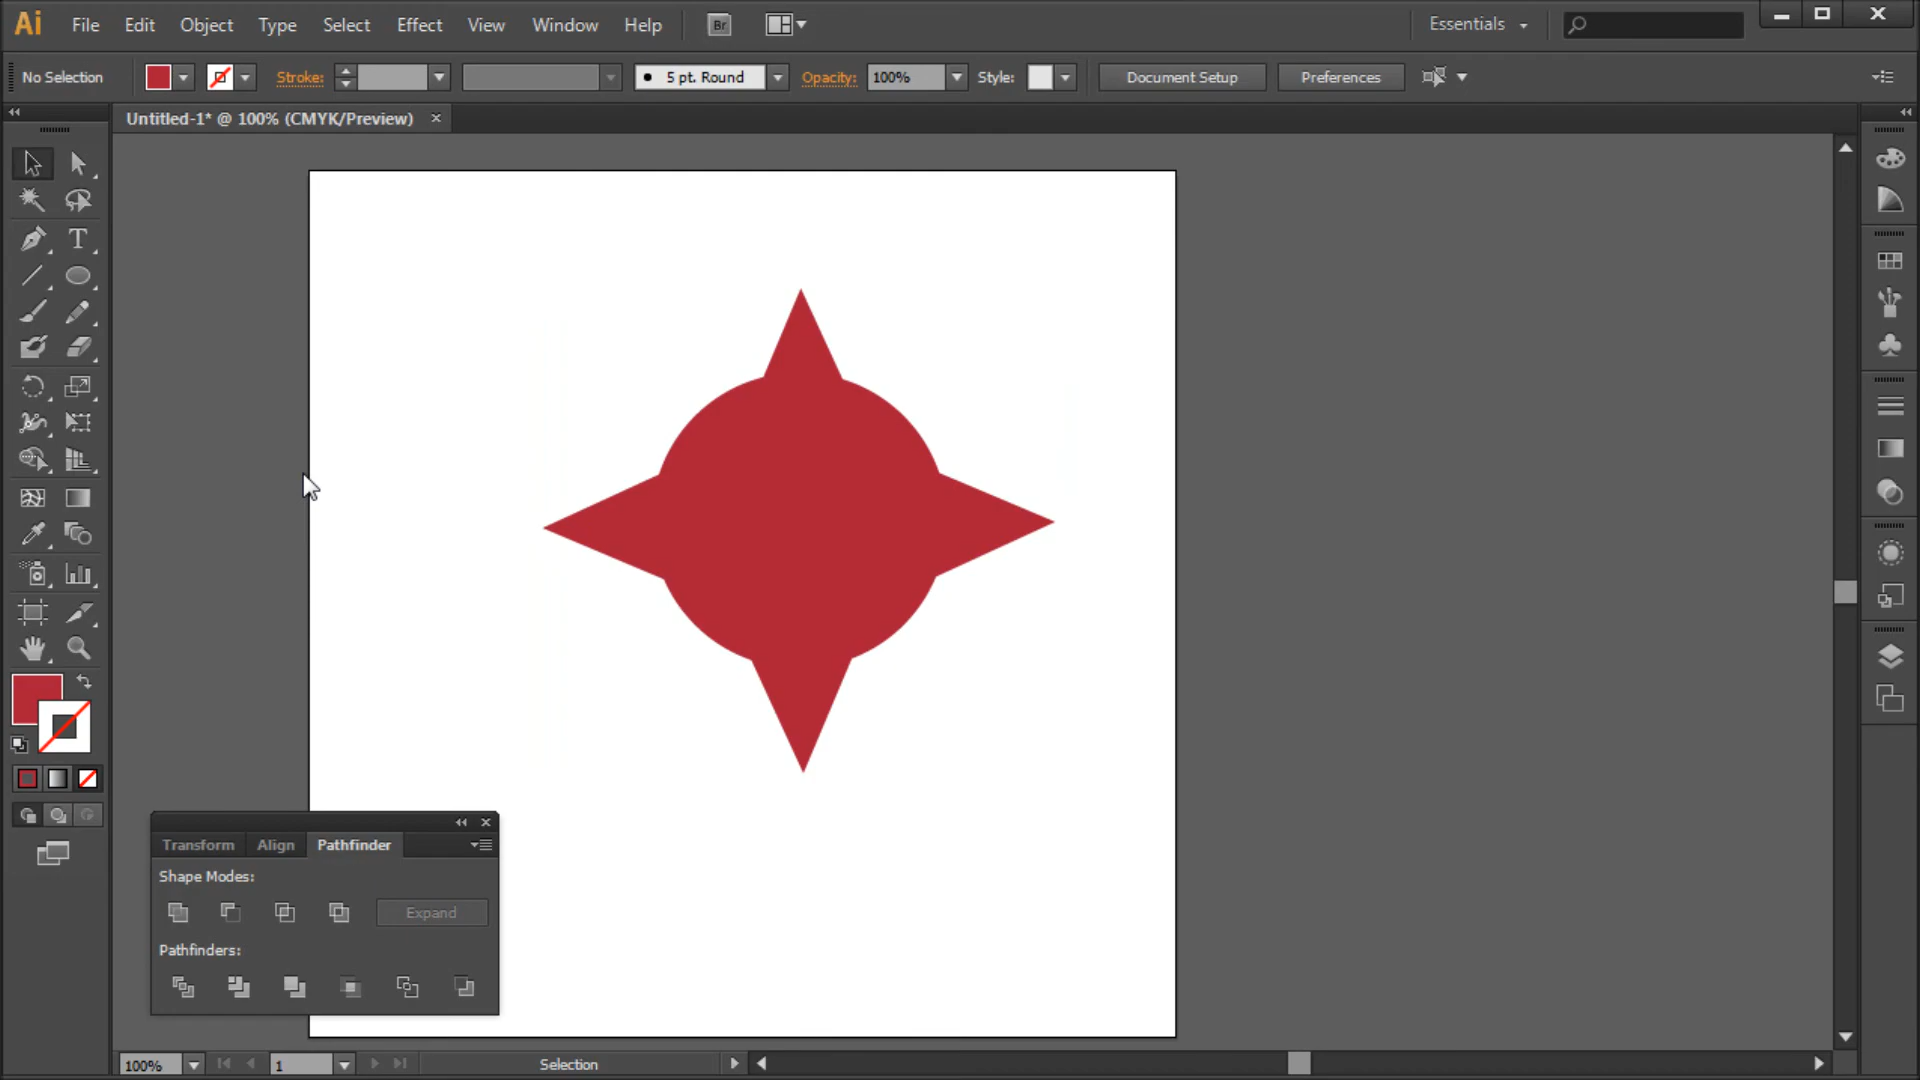 Ai File Edit Object Type Select Effect View Window Help Br Essentials
No Selection Stroke: 5 pt. Round Opacity: 100% Style: Document Setup Preferences
Untitled-1* @ 100% (CMYK/Preview)
T
Transform Align Pathfinder
Shape Modes:
Expand
Pathfinders:
100% 1 Selection